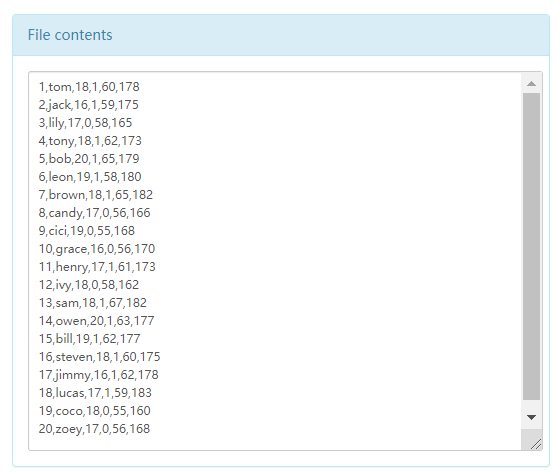 File contents
1,tom,18,1,60,178
2,jack,16,1,59,175
3,lily,17,0,58,165
4,tony,18,1,62,173
5,bob,20,1,65,179
6,leon,19,1,58,180
7,brown,18,1,65,182
8,candy,17,0,56,166
9,cici,19,0,55,168
10,grace,16,0,56,170
11,henry,17,1,61,173
12,ivy,18,0,58,162
13,sam,18,1,67,182
14,owen,20,1,63,177
15,bill,19,1,62,177
16,steven,18,1,60,175
17,jimmy,16,1,62,178
18,lucas,17,1,59,183
19,coco,18,0,55,160
20,zoey,17,0,56,168